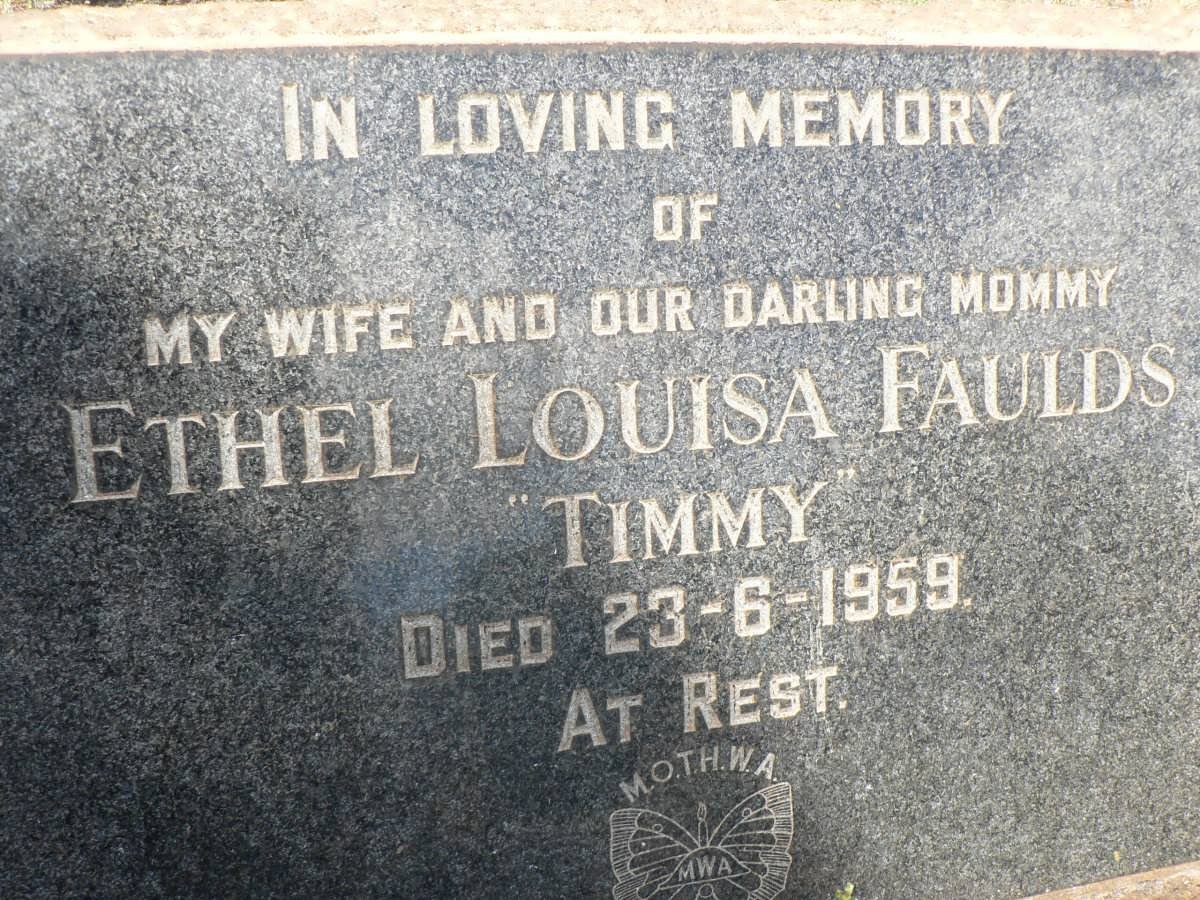 IN LOVING MEMORY
OF
MY WIFE AND OUR DARLING MOMMY
ETHEL LOUISA FAULDS
"TIMMY"
DIED 23-6-1959.
AT REST.
M.O.T.H.W.A.
MWA